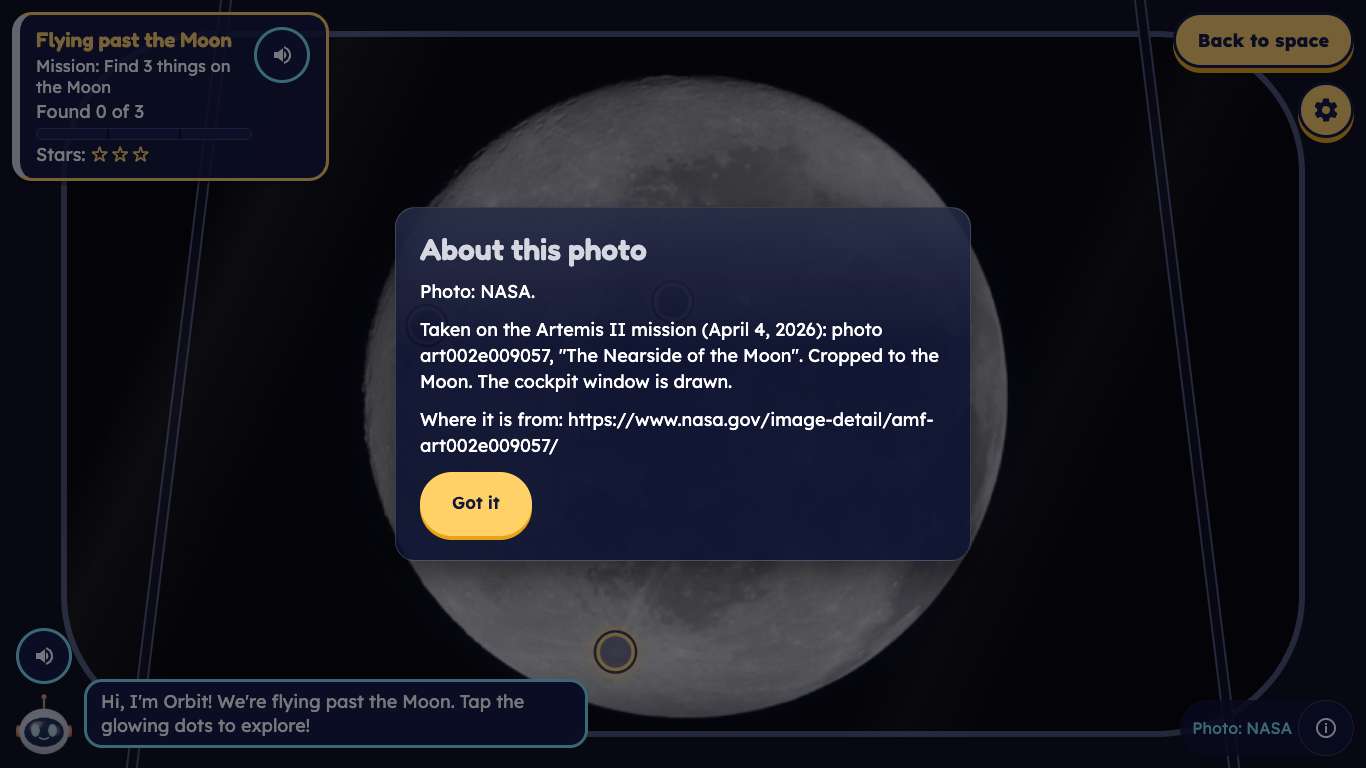 Flying past the Moon
Mission: Find 3 things on
the Moon
Found 0 of 3
Stars:
Back to space
About this photo
Photo: NASA.
Taken on the Artemis II mission (April 4, 2026): photo
art002e009057, "The Nearside of the Moon". Cropped to the
Moon. The cockpit window is drawn.
Where it is from: https://www.nasa.gov/image-detail/amf-
art002e009057/
Got it
Hi, I'm Orbit! We're flying past the Moon. Tap the
glowing dots to explore!
Photo: NASA